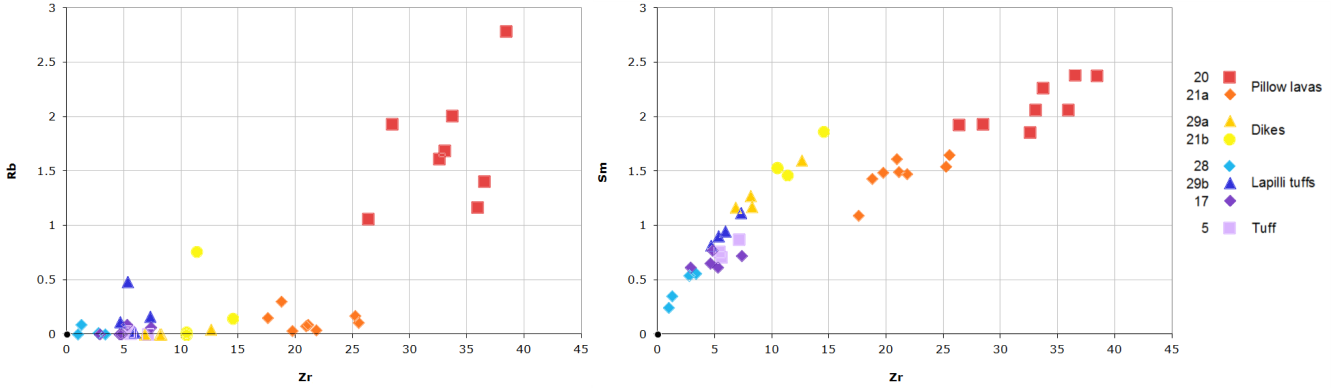 3
2.5
2
1.5
1
0.5
0
Rb
0 5 10 15 20 25 30 35 40 45
Zr
3
2.5
2
1.5
1
0.5
0
Sm
0 5 10 15 20 25 30 35 40 45
Zr
20
21a
Pillow lavas
29a
21b
Dikes
28
29b
17
Lapilli tuffs
5 Tuff